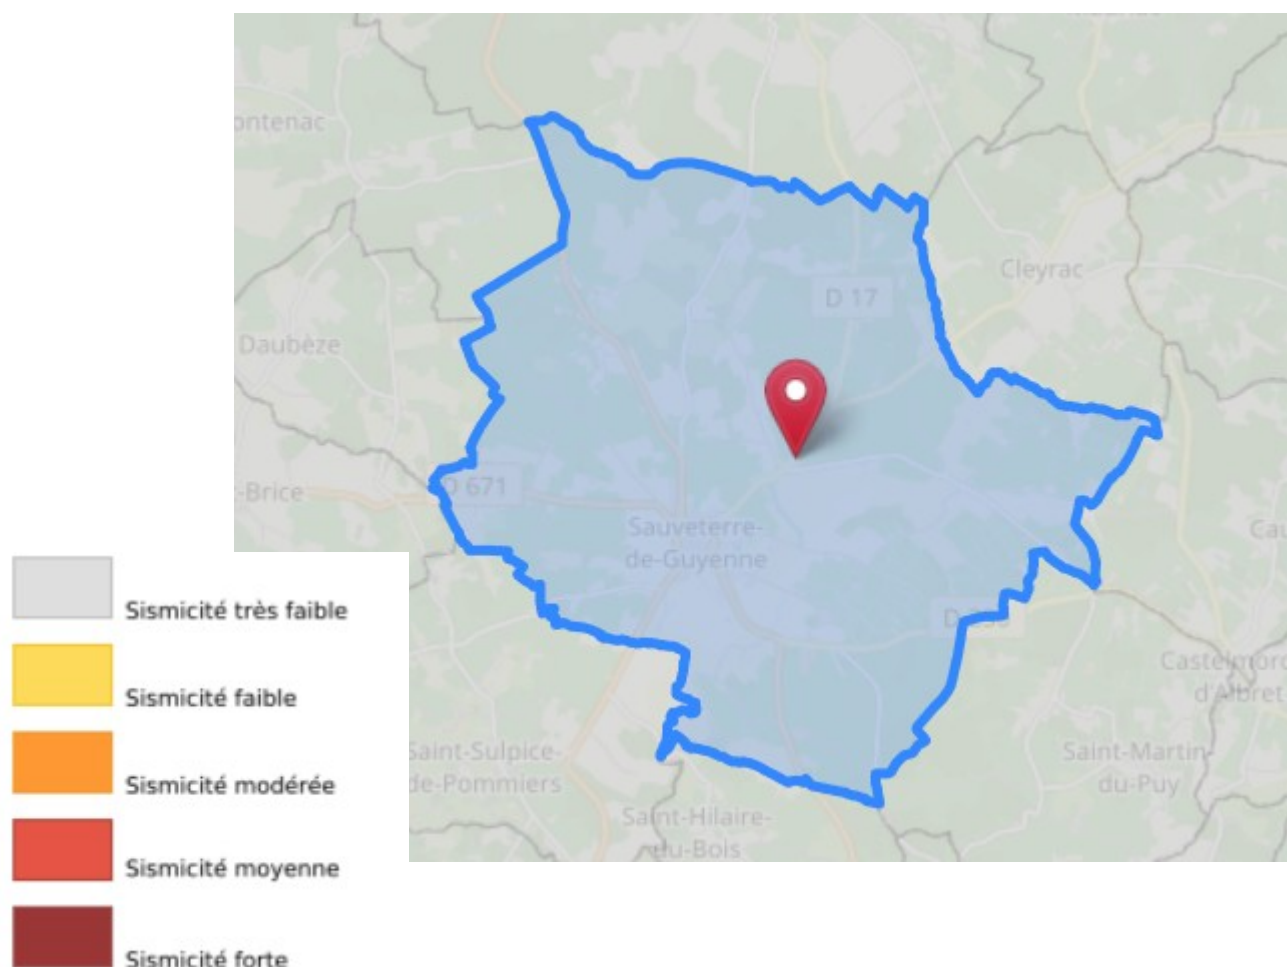 ontenac
Cleyrac
D 17
Daubèze
-Brice
D 671
Sauveterre-
de-Guyenne
Sismicité très faible
Castelmoro
d'Albret
Sismicité faible
Saint-Sulpice-
de-Pommiers
Saint-Martin-
du-Puy
Sismicité modérée
Saint-Hilaire-
du-Bois
Sismicité moyenne
Sismicité forte